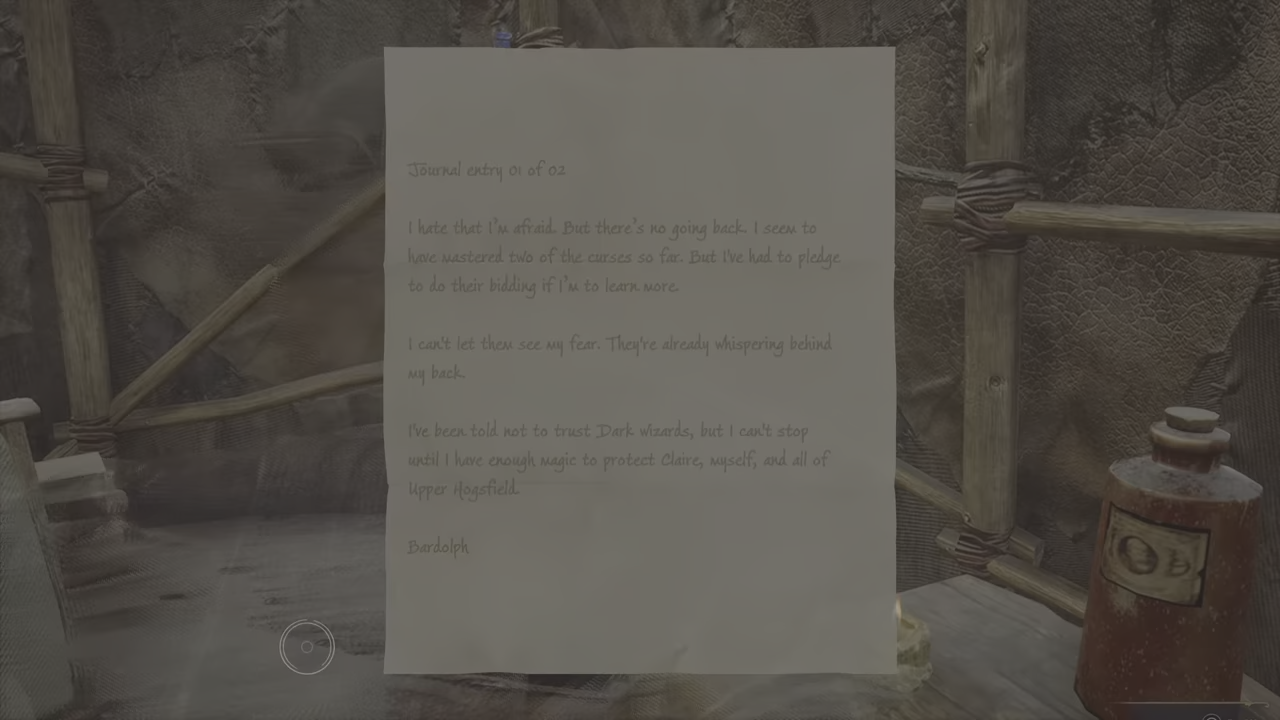 Journal entry 01 of 02
I hate that I'm afraid. But there's no going back. I seem to
have mastered two of the curses so far. But I've had to pledge
to do their bidding if I'm to learn more.
I can't let them see my fear. They're already whispering behind
my back.
I've been told not to trust Dark wizards, but I can't stop
until I have enough magic to protect Claire, myself, and all of
Upper Hogsfield.
Bardolph